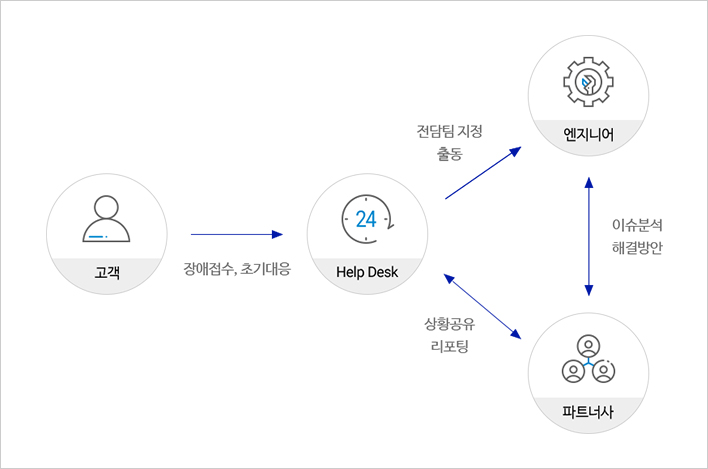 엔지니어
전담팀 지정
출동
24
고객
장애접수, 초기대응
Help Desk
이슈분석
해결방안
상황공유
리포팅
파트너사